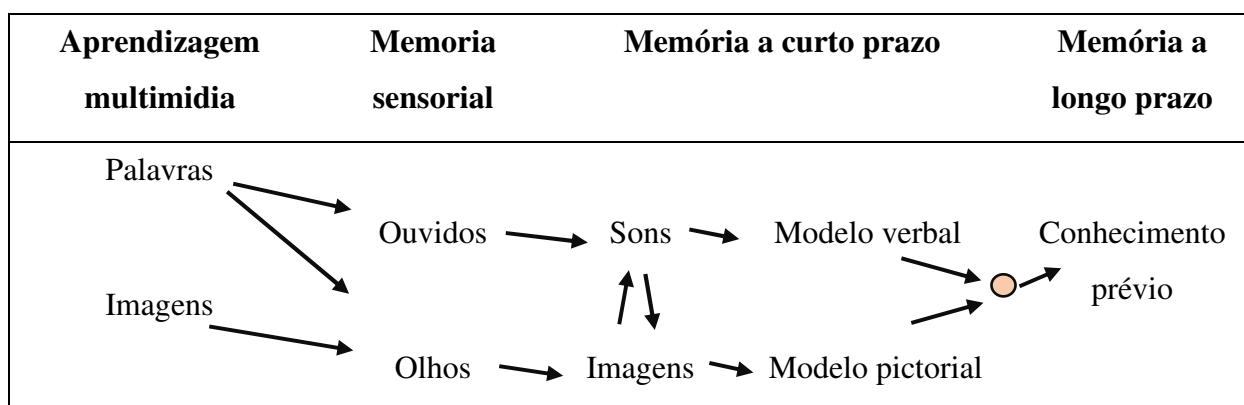 Aprendizagem multimidia
Memoria sensorial
Memória a curto prazo
Memória a longo prazo
Palavras
Ouvidos Sons Modelo verbal Conhecimento prévio
Imagens
Olhos Imagens Modelo pictorial